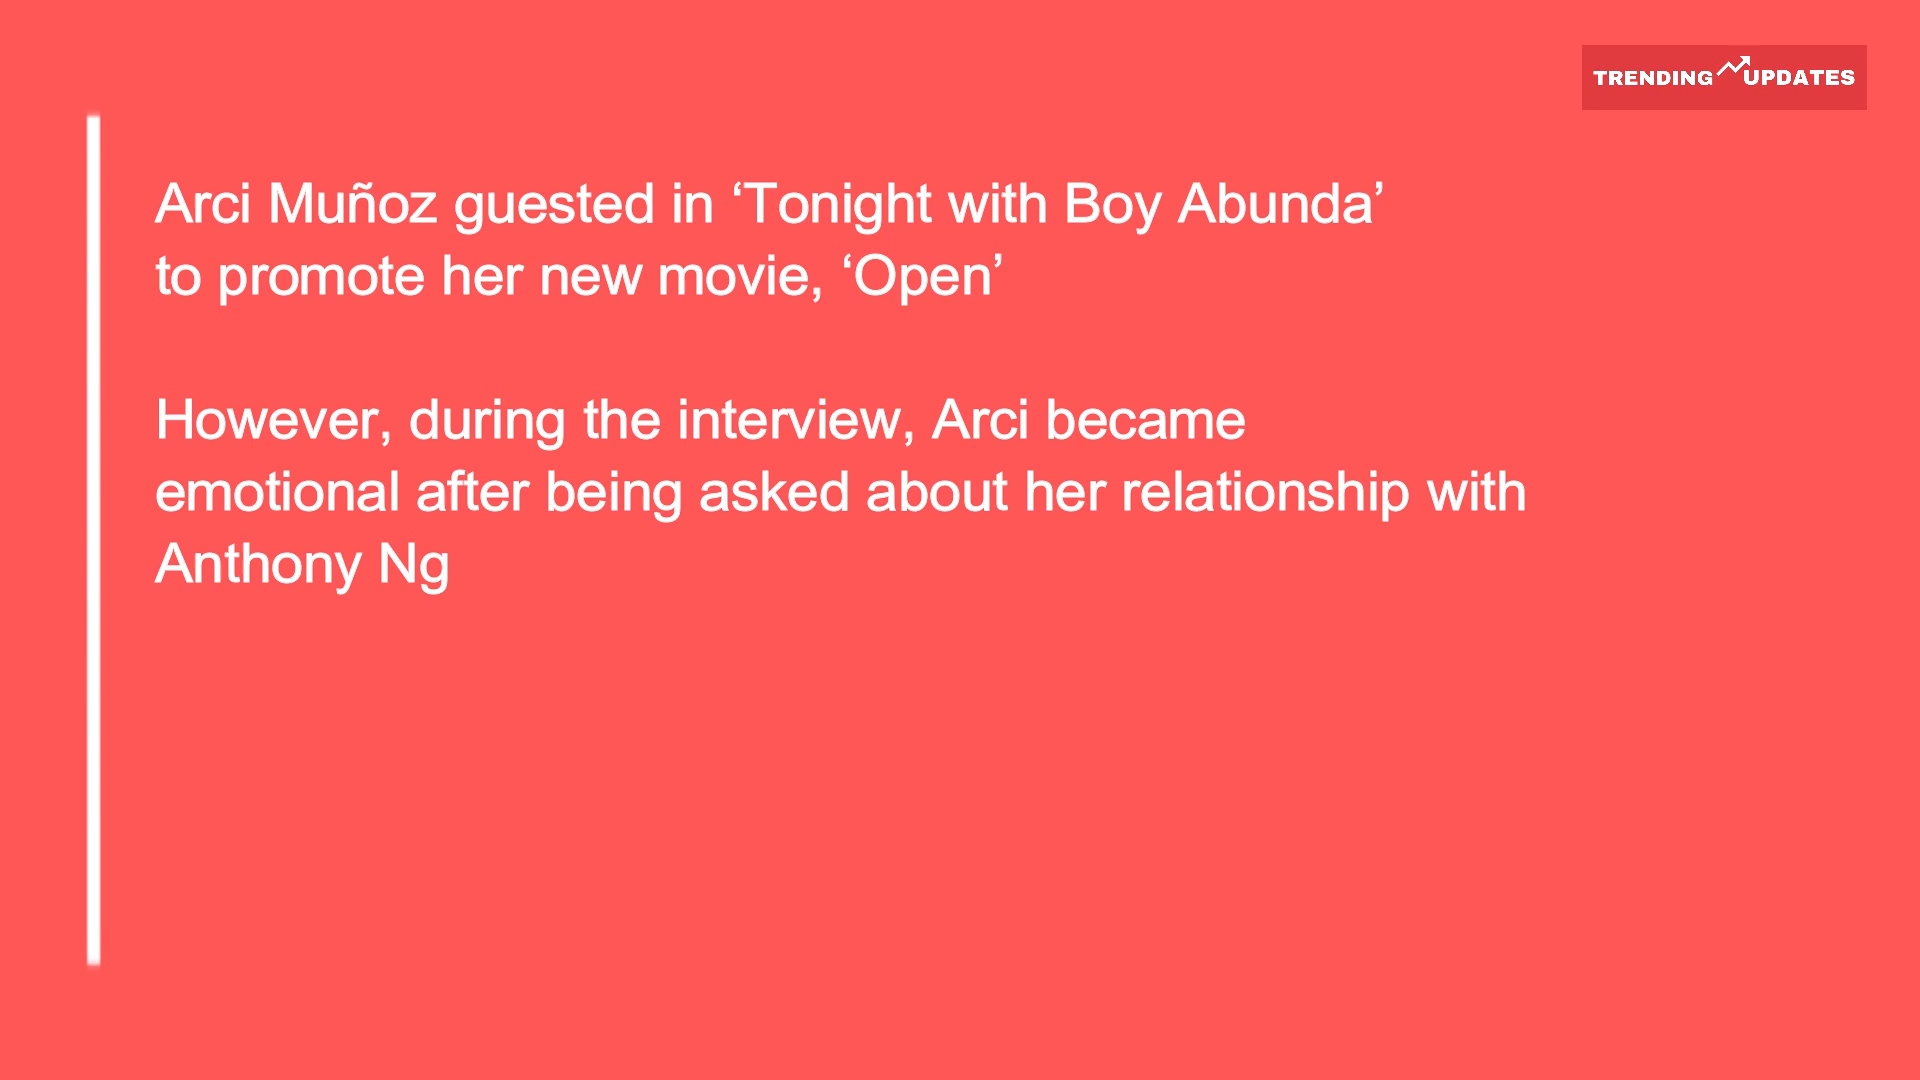 TRENDING UPDATES
Arci Muñoz guested in ‘Tonight with Boy Abunda’
to promote her new movie, ‘Open’
However, during the interview, Arci became
emotional after being asked about her relationship with
Anthony Ng